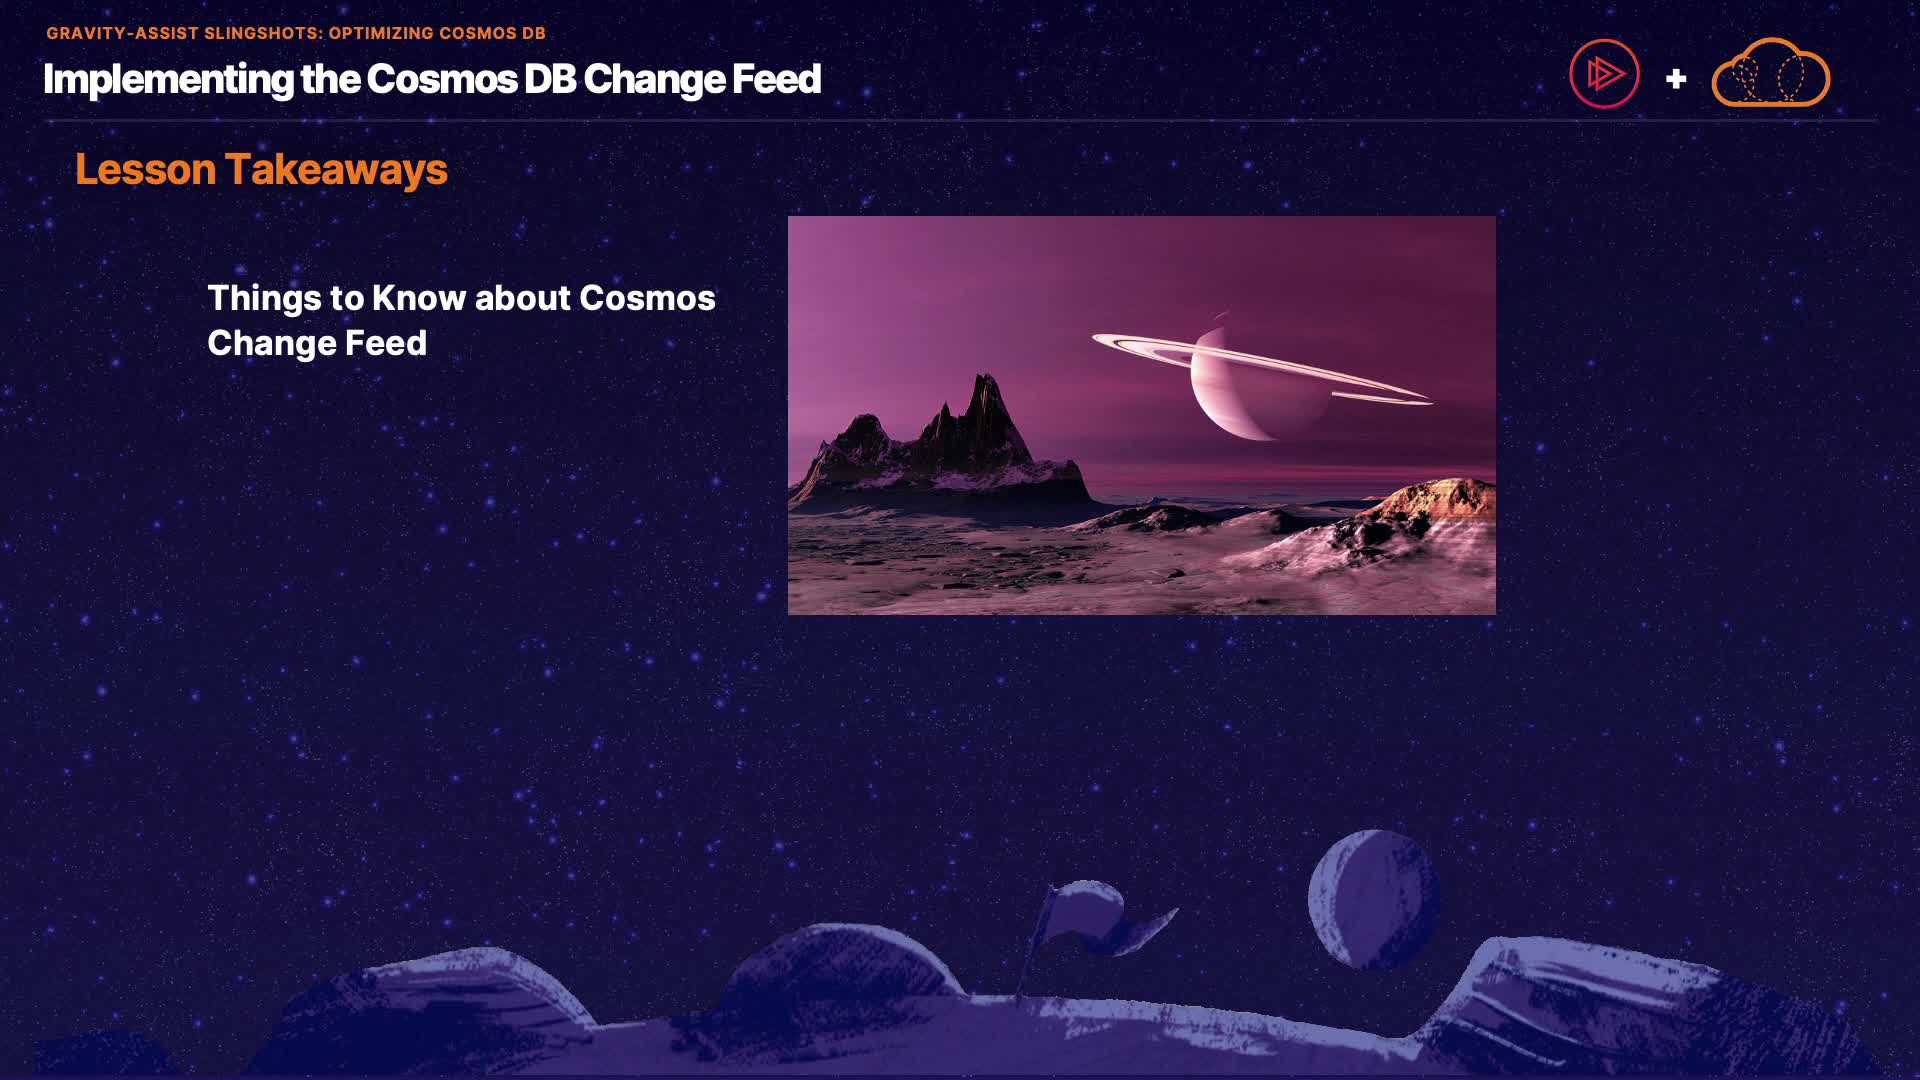 GRAVITY-ASSIST SLINGSHOTS: OPTIMIZING COSMOS DB
Implementing the Cosmos DB Change Feed
+
Lesson Takeaways
Things to Know about Cosmos
Change Feed